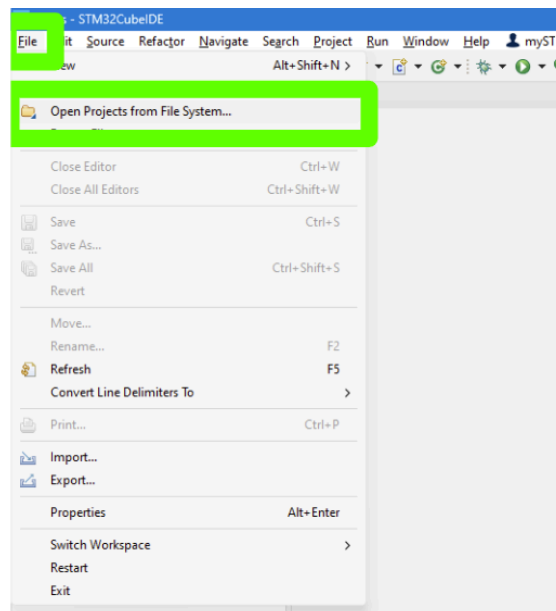 - STM32CubeIDE
File it Source Refactor Navigate Search Project Run Window Help myST
Alt+Shift+N >
Open Projects from File System...
Close Editor Ctrl+W
Close All Editors Ctrl+Shift+W
Save Ctrl+S
Save As...
Save All Ctrl+Shift+S
Revert
Move...
Rename... F2
Refresh F5
Convert Line Delimiters To >
Print... Ctrl+P
Import...
Export...
Properties Alt+Enter
Switch Workspace >
Restart
Exit